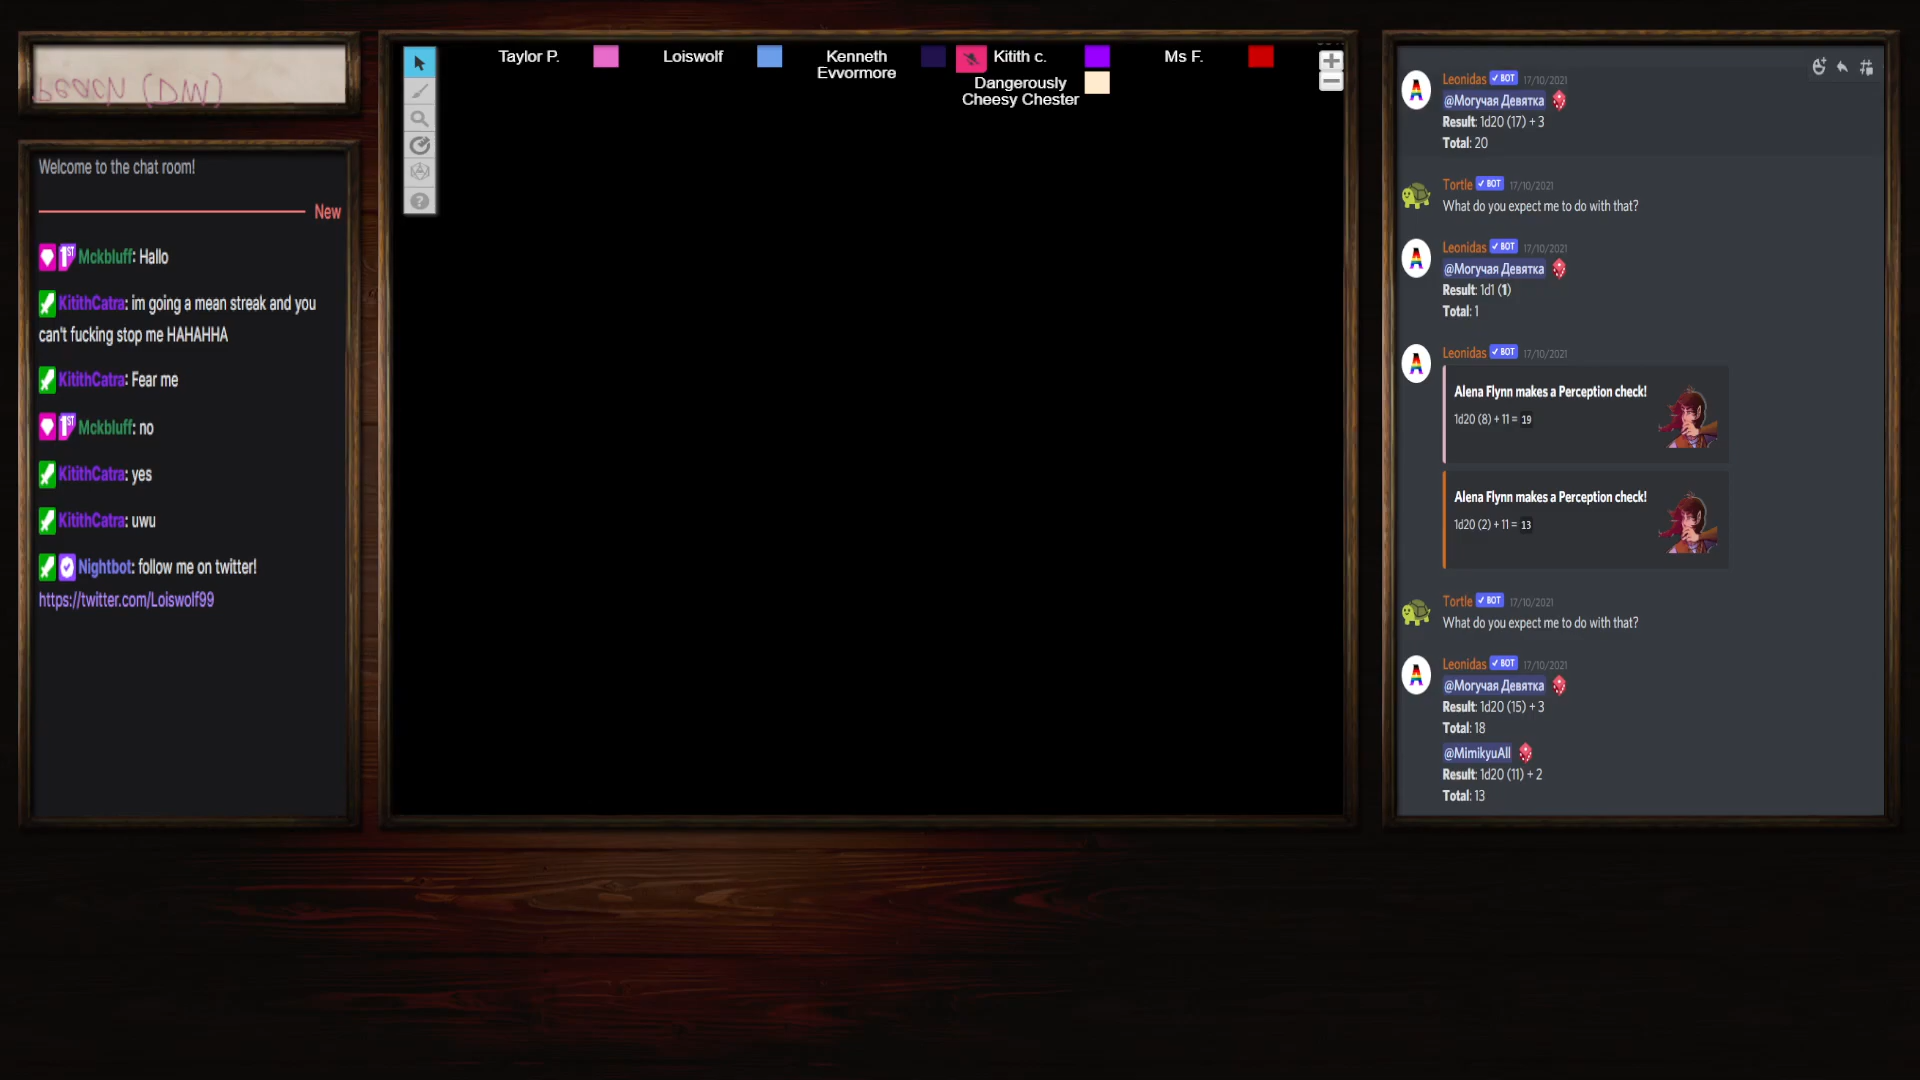 Peach (DM)
Welcome to the chat room!
New
1ST Mckbluff: Hallo
KitithCatra: im going a mean streak and you
can't fucking stop me HAHAHHA
KitithCatra: Fear me
1ST Mckbluff: no
KitithCatra: yes
KitithCatra: uwu
Nightbot: follow me on twitter!
https://twitter.com/Loiswolf99
Taylor P.
Loiswolf
Kenneth
Evvormore
Kitith c.
Ms F.
Dangerously
Cheesy Chester
Leonidas ✓ BOT 17/10/2021
@Могучая Девятка
Result: 1d20 (17) + 3
Total: 20
Tortle ✓ BOT 17/10/2021
What do you expect me to do with that?
Leonidas ✓ BOT 17/10/2021
@Могучая Девятка
Result: 1d1 (1)
Total: 1
Leonidas ✓ BOT 17/10/2021
Alena Flynn makes a Perception check!
1d20 (8) + 11 = 19
Alena Flynn makes a Perception check!
1d20 (2) + 11 = 13
Tortle ✓ BOT 17/10/2021
What do you expect me to do with that?
Leonidas ✓ BOT 17/10/2021
@Могучая Девятка
Result: 1d20 (15) + 3
Total: 18
@MimikyuAll
Result: 1d20 (11) + 2
Total: 13